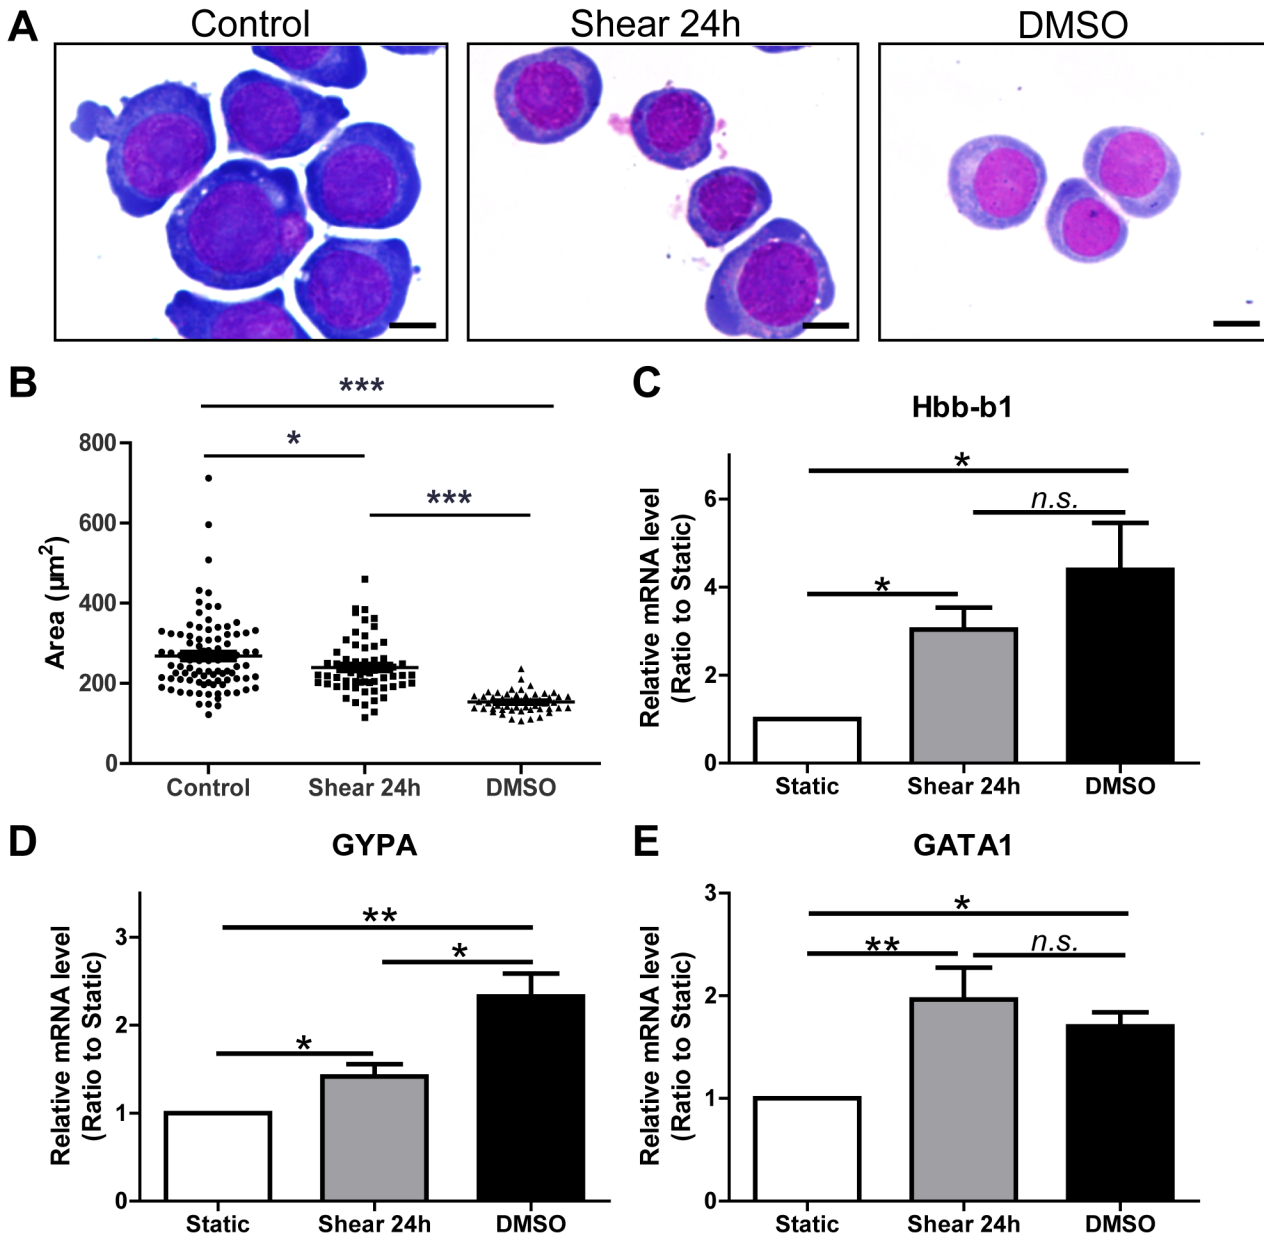 A
Control
Shear 24h
DMSO
B
***
*
***
800
600
400
200
0
Area (µm²)
Control
Shear 24h
DMSO
C
Hbb-b1
*
n.s.
*
6
4
2
0
Relative mRNA level
(Ratio to Static)
Static
Shear 24h
DMSO
D
GYPA
**
*
*
3
2
1
0
Relative mRNA level
(Ratio to Static)
Static
Shear 24h
DMSO
E
GATA1
*
**
n.s.
3
2
1
0
Relative mRNA level
(Ratio to Static)
Static
Shear 24h
DMSO